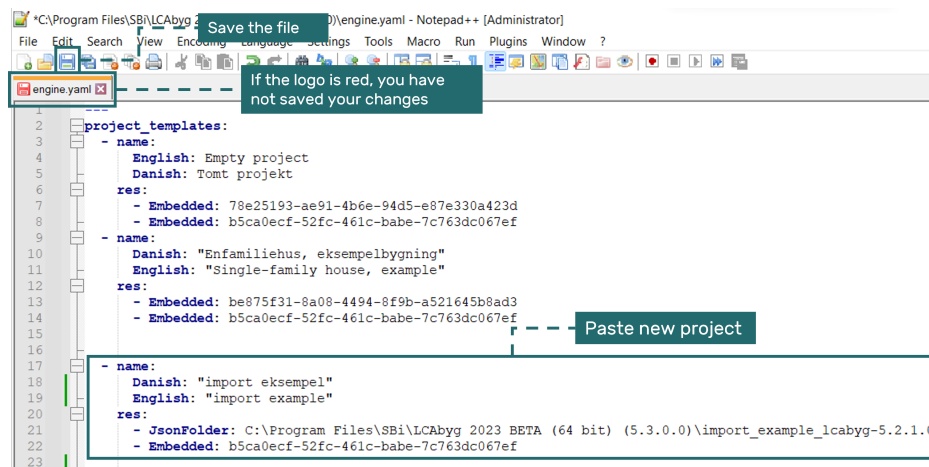 *C:\Program Files\SBi\LCAbyg 0)\engine.yaml - Notepad++ [Administrator]
Save the file
File Edit Search View Encoding Language Settings Tools Macro Run Plugins Window ?
If the logo is red, you have
not saved your changes
engine.yaml
1 ---
2 project_templates:
3 - name:
4 English: Empty project
5 Danish: Tomt projekt
6 res:
7 - Embedded: 78e25193-ae91-4b6e-94d5-e87e330a423d
8 - Embedded: b5ca0ecf-52fc-461c-babe-7c763dc067ef
9 - name:
10 Danish: "Enfamiliehus, eksempelbygning"
11 English: "Single-family house, example"
12 res:
13 - Embedded: be875f31-8a08-4494-8f9b-a521645b8ad3
14 - Embedded: b5ca0ecf-52fc-461c-babe-7c763dc067ef
15
Paste new project
16
17 - name:
18 Danish: "import eksempel"
19 English: "import example"
20 res:
21 - JsonFolder: C:\Program Files\SBi\LCAbyg 2023 BETA (64 bit) (5.3.0.0)\import_example_lcabyg-5.2.1.0
22 - Embedded: b5ca0ecf-52fc-461c-babe-7c763dc067ef
23